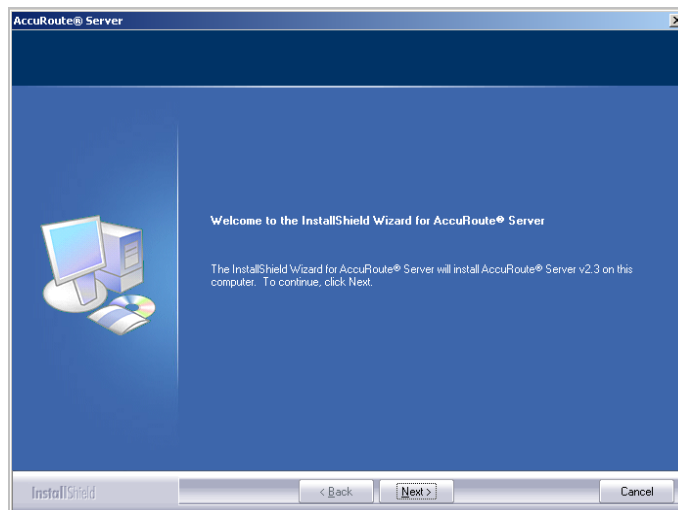 AccuRoute® Server
Welcome to the InstallShield Wizard for AccuRoute® Server
The InstallShield Wizard for AccuRoute® Server will install AccuRoute® Server v2.3 on this
computer. To continue, click Next.
InstallShield
< Back
Next >
Cancel